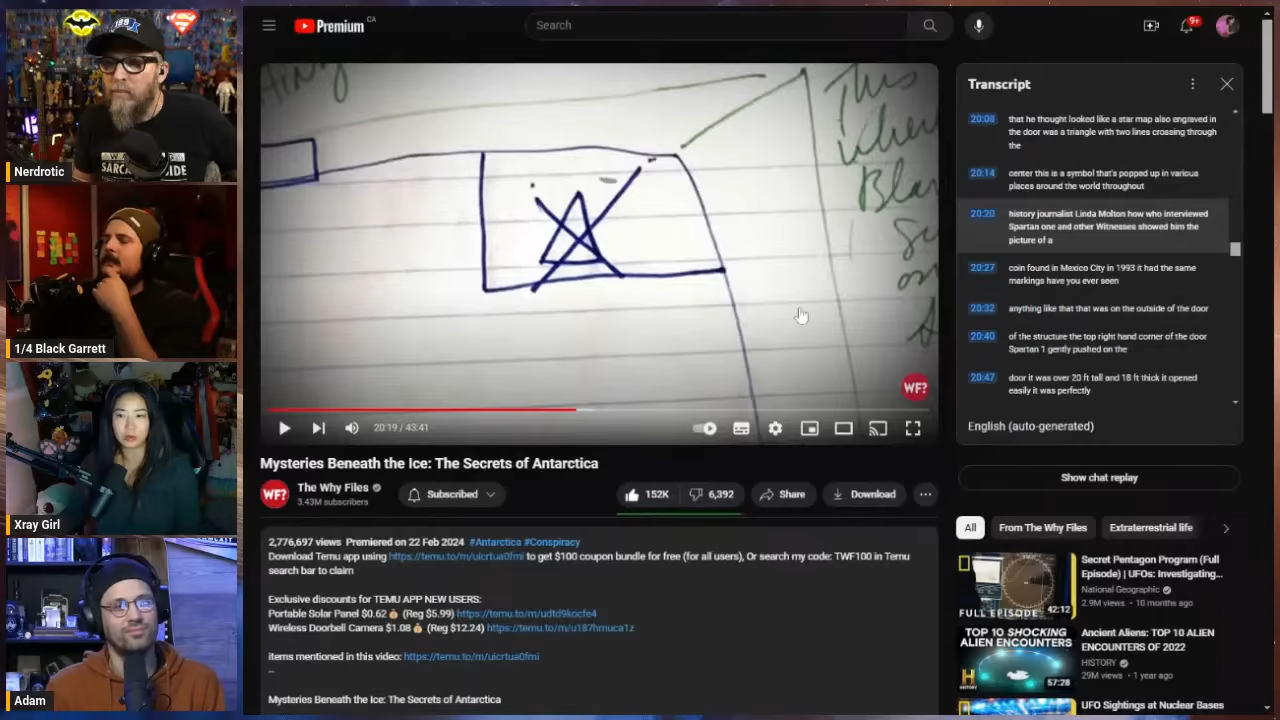 Nerdrotic
1/4 Black Garrett
Xray Girl
Adam
Premium
CA
Search
9+
This
when
Bla
WF?
20:19 / 43:41
Mysteries Beneath the Ice: The Secrets of Antarctica
WF?
The Why Files
3.43M subscribers
Subscribed
152K
6,392
Share
Download
2,776,697 views Premiered on 22 Feb 2024 #Antarctica #Conspiracy
Download Temu app using https://temu.to/m/uicrtua0fmi to get $100 coupon bundle for free (for all users), Or search my code: TWF100 in Temu
search bar to claim
Exclusive discounts for TEMU APP NEW USERS:
Portable Solar Panel $0.62💰 (Reg $5.99) https://temu.to/m/udtd9kocfe4
Wireless Doorbell Camera $1.08💰 (Reg $12.24) https://temu.to/m/u187hmuca1z
items mentioned in this video: https://temu.to/m/uicrtua0fmi
--
Mysteries Beneath the Ice: The Secrets of Antarctica
Transcript
20:08 that he thought looked like a star map also engraved in
the door was a triangle with two lines crossing through
the
20:14 center this is a symbol that's popped up in various
places around the world throughout
20:20 history journalist Linda Molton how who interviewed
Spartan one and other Witnesses showed him the
picture of a
20:27 coin found in Mexico City in 1993 it had the same
markings have you ever seen
20:32 anything like that that was on the outside of the door
20:40 of the structure the top right hand corner of the door
Spartan 1 gently pushed on the
20:47 door it was over 20 ft tall and 18 ft thick it opened
easily it was perfectly
English (auto-generated)
Show chat replay
All
From The Why Files
Extraterrestrial life
FULL EPISODE
42:12
Secret Pentagon Program (Full
Episode) | UFOs: Investigating...
National Geographic
2.9M views • 10 months ago
TOP 10 SHOCKING
ALIEN
ENCOUNTERS
H
HISTORY
57:28
Ancient Aliens: TOP 10 ALIEN
ENCOUNTERS OF 2022
HISTORY
29M views • 1 year ago
UFO Sightings at Nuclear Bases